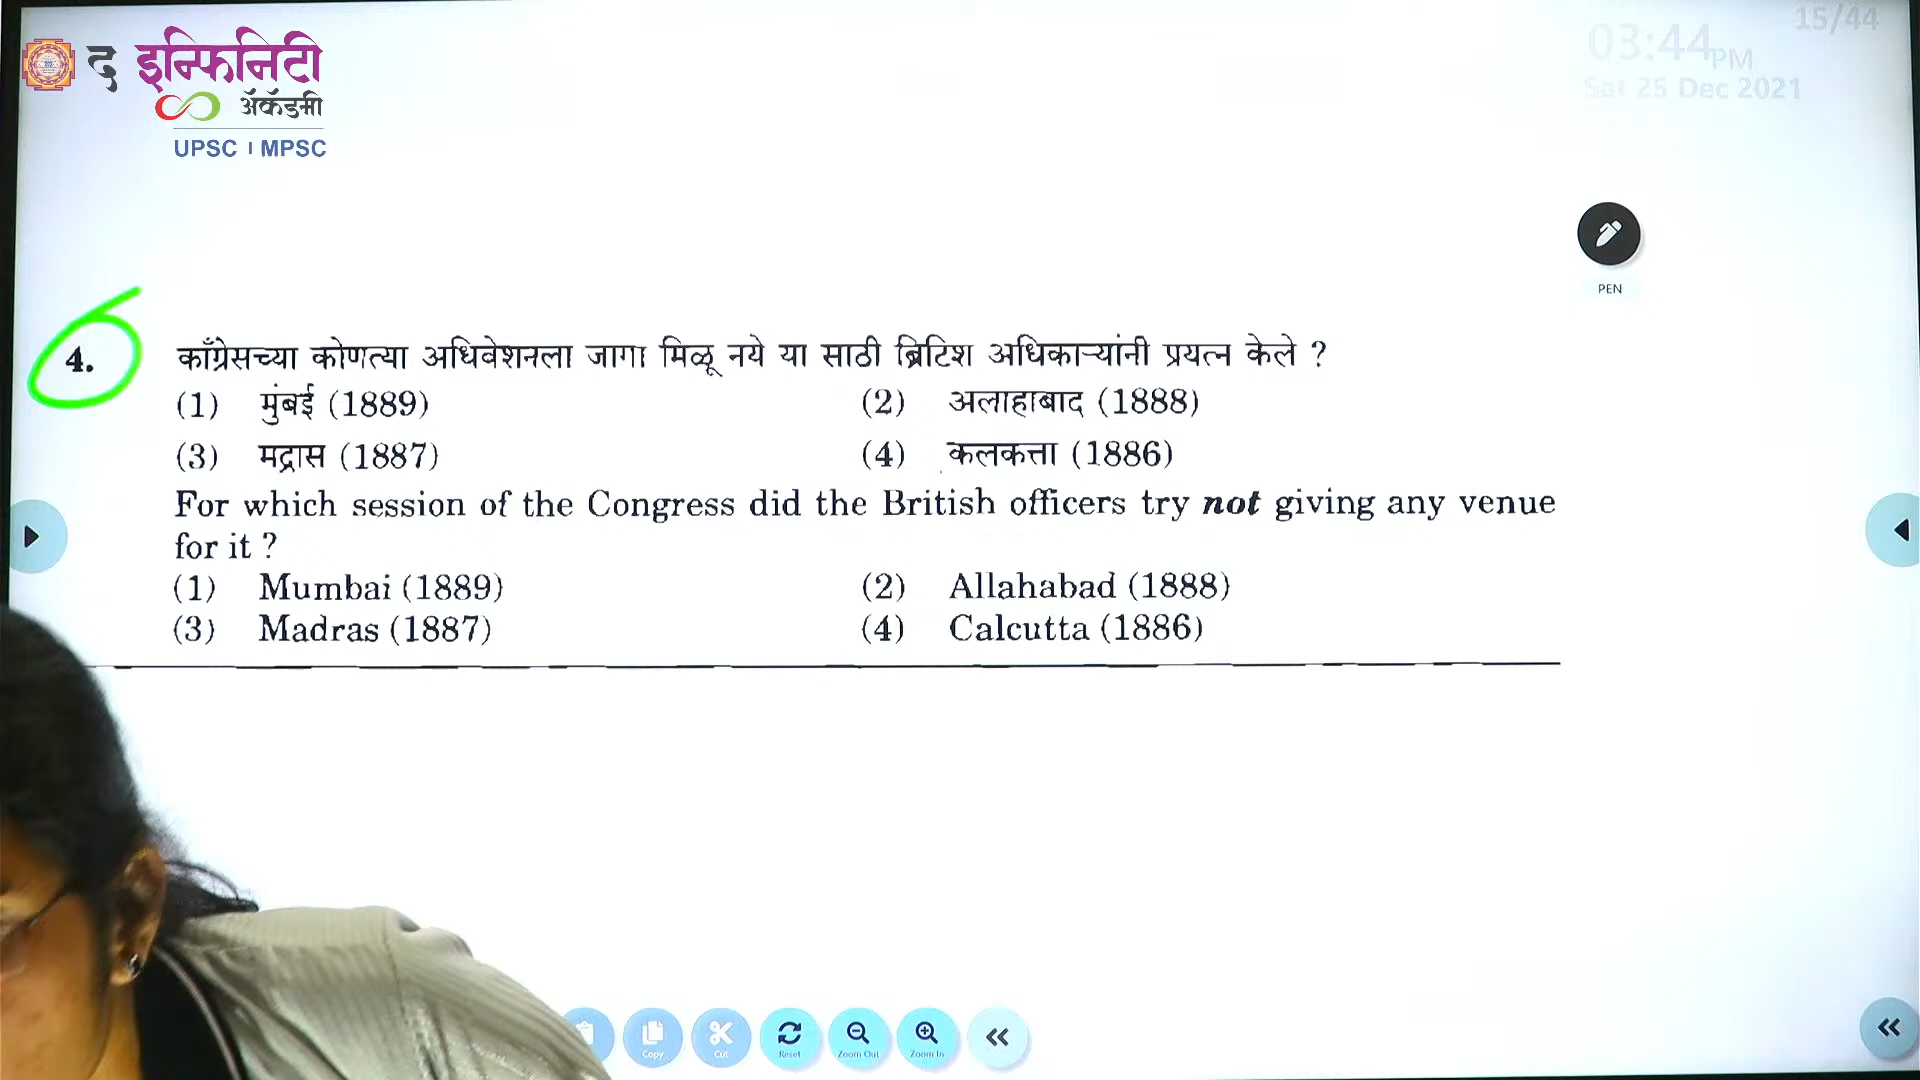 द इन्फिनिटी
ॲकॅडमी
UPSC । MPSC
15/44
03:44PM
Sat 25 Dec 2021
PEN
4. काँग्रेसच्या कोणत्या अधिवेशनला जागा मिळू नये या साठी ब्रिटिश अधिकाऱ्यांनी प्रयत्न केले ?
(1) मुंबई (1889) (2) अलाहाबाद (1888)
(3) मद्रास (1887) (4) कलकत्ता (1886)
For which session of the Congress did the British officers try not giving any venue
for it ?
(1) Mumbai (1889) (2) Allahabad (1888)
(3) Madras (1887) (4) Calcutta (1886)
Copy Cut Reset Zoom Out Zoom In